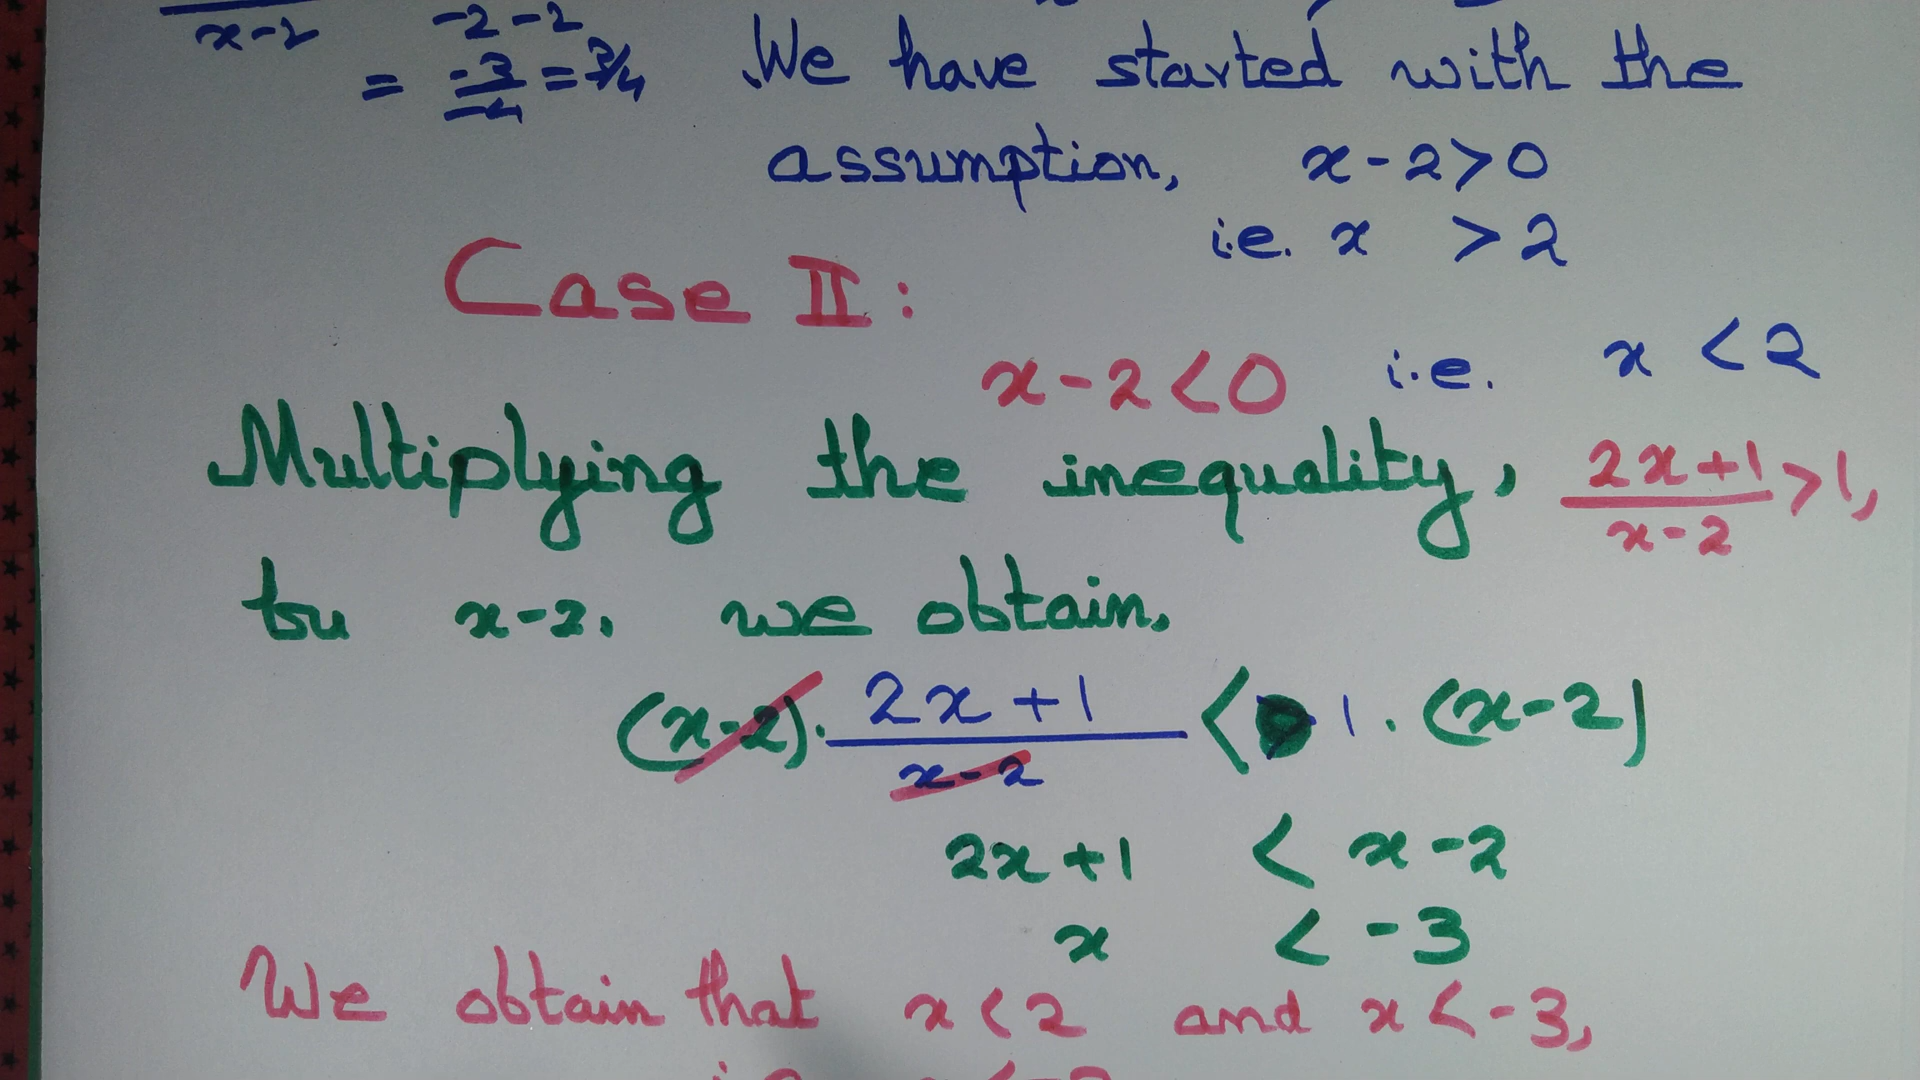 x-2 -2-2
= -3/-4 = 3/4 We have started with the
assumption, x-2>0
i.e. x >2
Case II:
x-2<0 i.e. x <2
Multiplying the inequality, (2x+1)/(x-2) >1,
by x-2, we obtain,
(x-2). (2x+1)/(x-2) < 1. (x-2)
2x+1 < x-2
x < -3
We obtain that x<2 and x<-3,